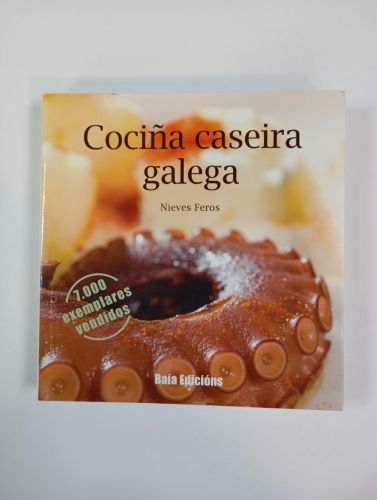 Cociña caseira
galega
Nieves Feros
7.000
exemplares
vendidos
Baía Edicións